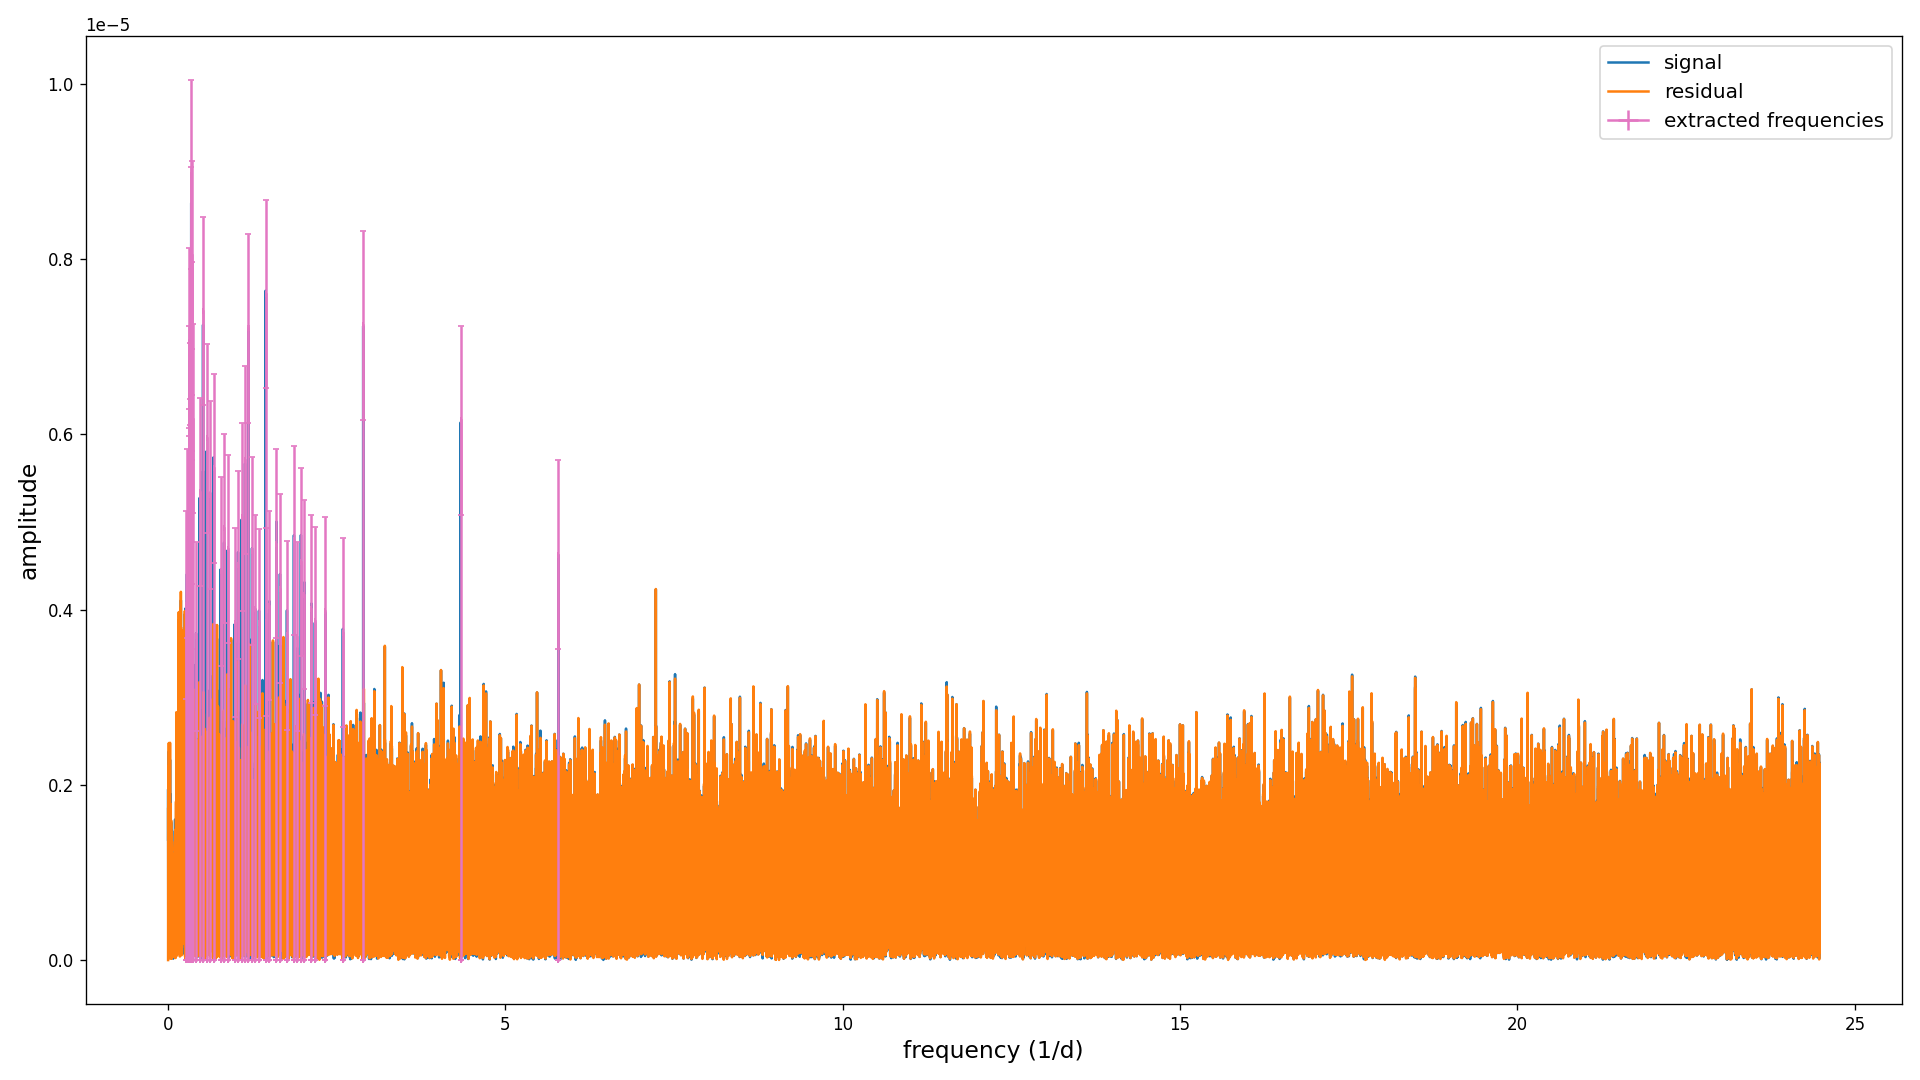 1e−5
signal
residual
extracted frequencies
1.0
0.8
0.6
0.4
0.2
0.0
amplitude
0
5
10
15
20
25
frequency (1/d)